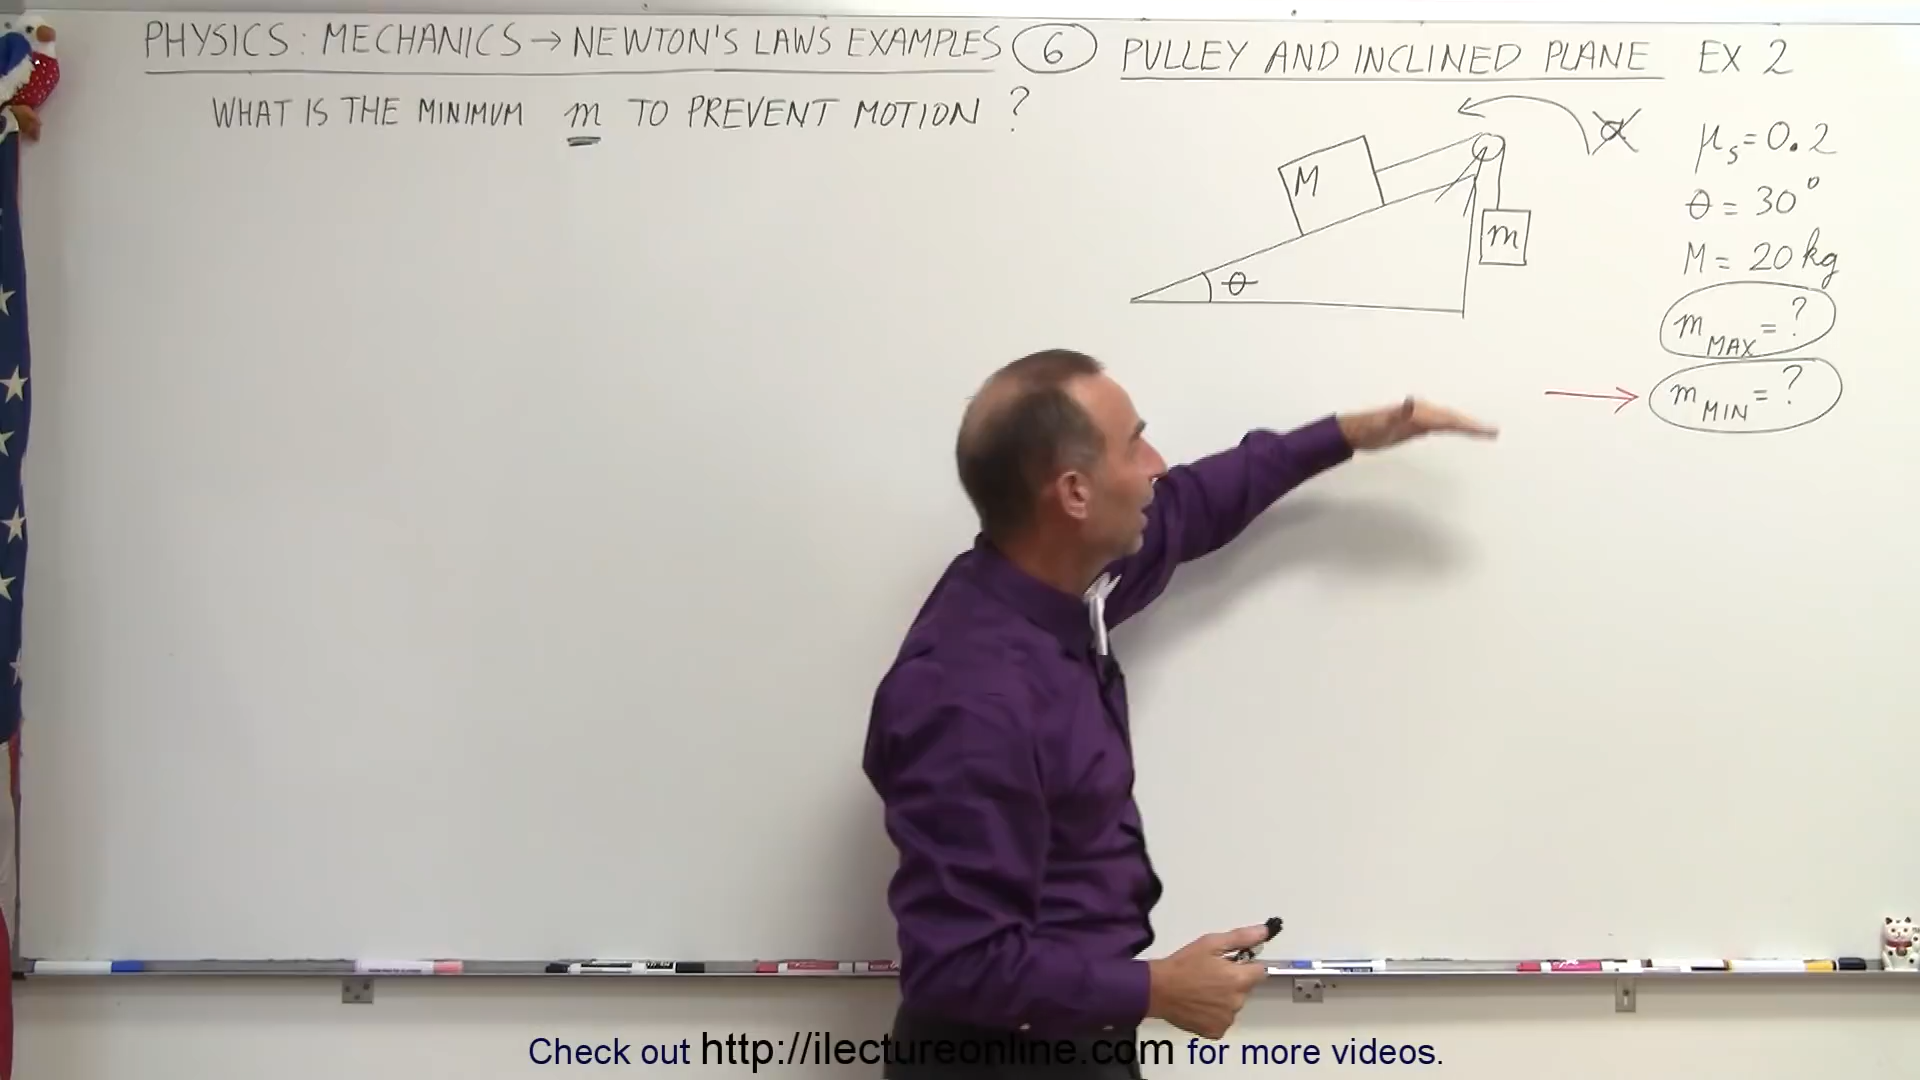 PHYSICS: MECHANICS → NEWTON'S LAWS EXAMPLES 6 PULLEY AND INCLINED PLANE EX 2
WHAT IS THE MINIMUM m TO PREVENT MOTION ?
M
m
θ
α
μs = 0.2
θ = 30°
M = 20 kg
mMAX = ?
mMIN = ?
Check out http://ilectureonline.com for more videos.